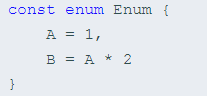 const enum Enum {
    A = 1,
    B = A * 2
}